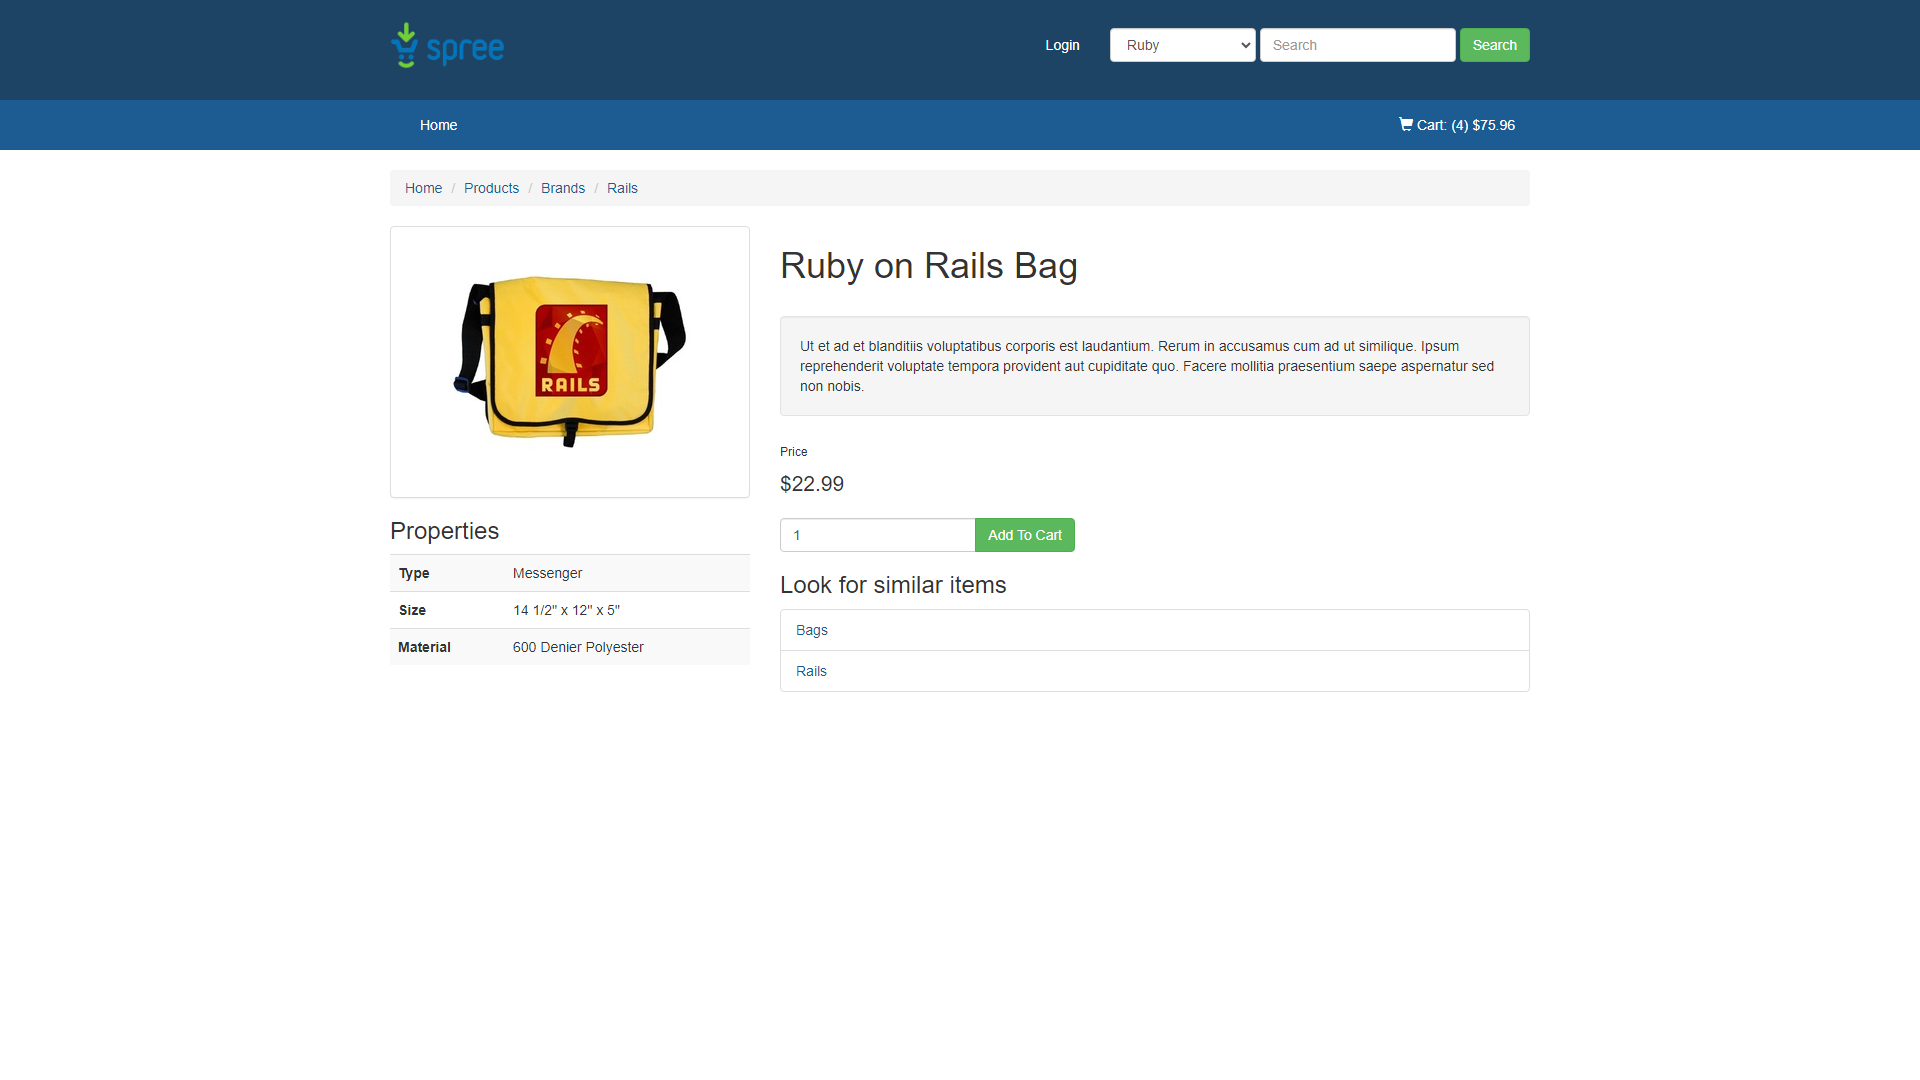 spree
Login
Ruby
Search
Search
Home
Cart: (4) $75.96
Home / Products / Brands / Rails
RAILS
Ruby on Rails Bag
Ut et ad et blanditiis voluptatibus corporis est laudantium. Rerum in accusamus cum ad ut similique. Ipsum
reprehenderit voluptate tempora provident aut cupiditate quo. Facere mollitia praesentium saepe aspernatur sed
non nobis.
Price
$22.99
1
Add To Cart
Properties
Type Messenger
Size 14 1/2" x 12" x 5"
Material 600 Denier Polyester
Look for similar items
Bags
Rails